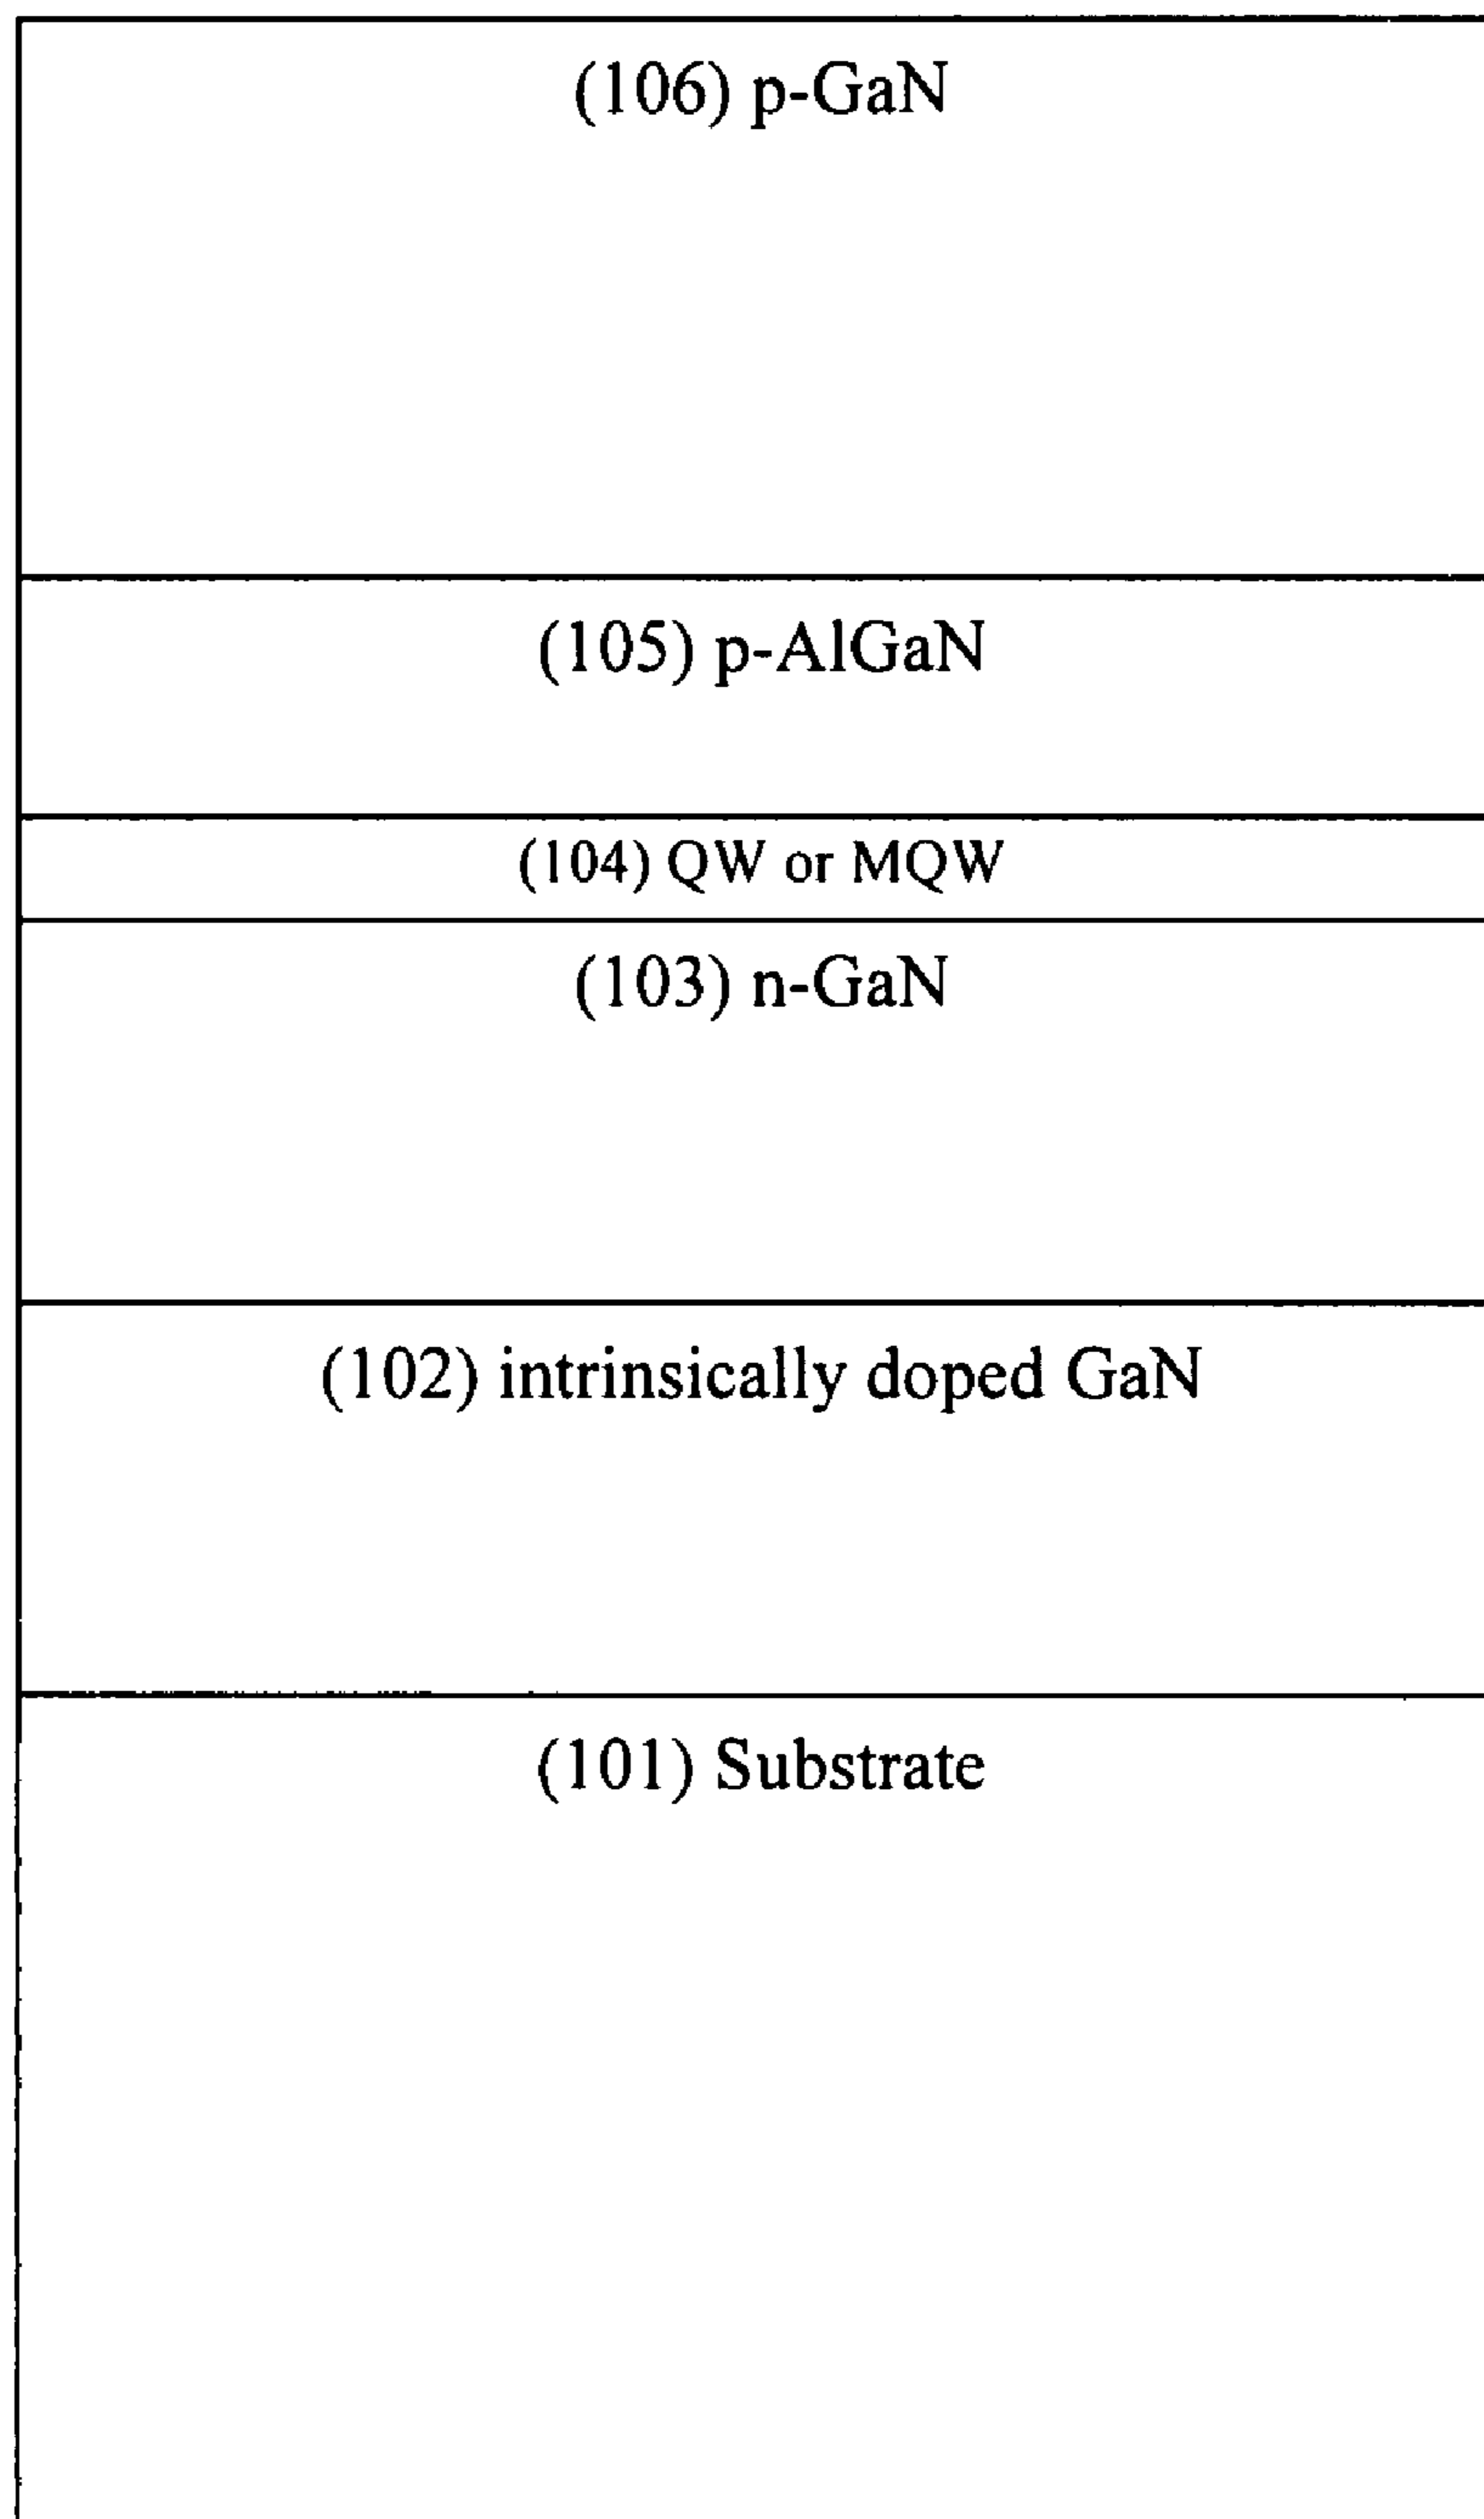 (106) p-GaN
(105) p-AlGaN
(104) QW or MQW
(103) n-GaN
(102) intrinsically doped GaN
(101) Substrate